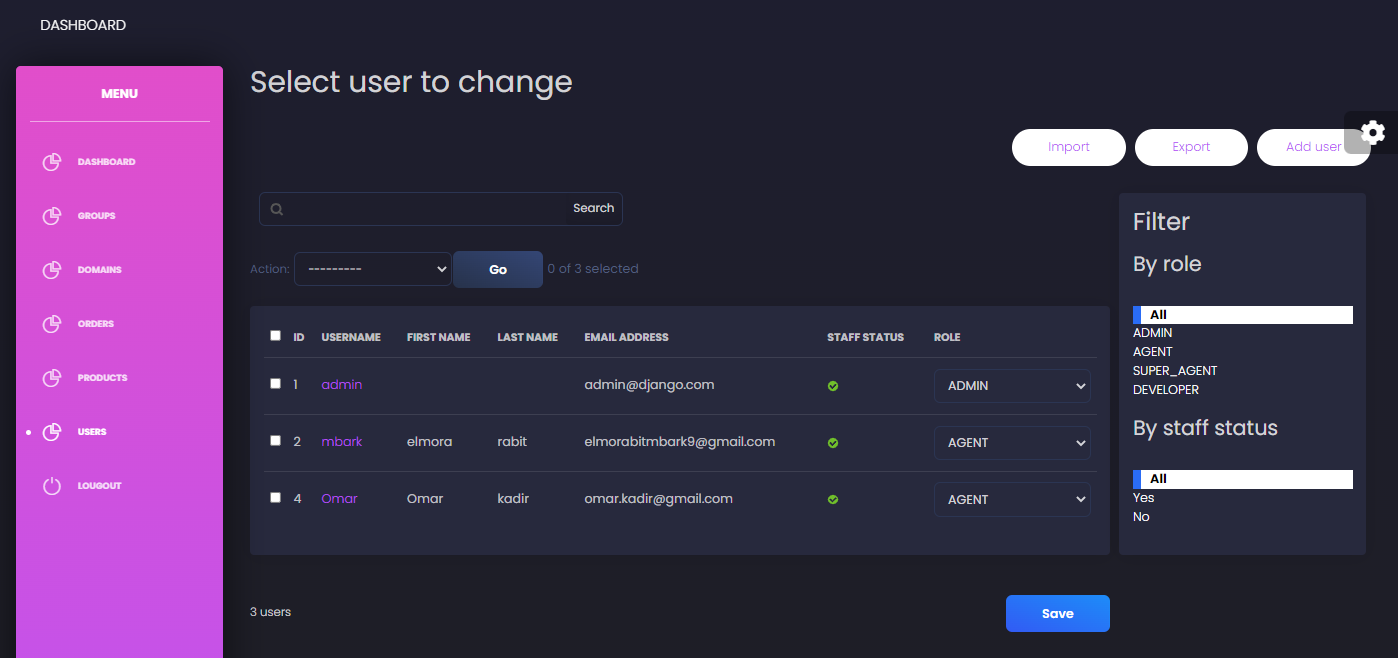 DASHBOARD
MENU
DASHBOARD
GROUPS
DOMAINS
ORDERS
PRODUCTS
USERS
LOUGOUT
Select user to change
Import Export Add user
Search
Action: --------- Go 0 of 3 selected
ID USERNAME FIRST NAME LAST NAME EMAIL ADDRESS STAFF STATUS ROLE
1 admin admin@django.com ADMIN
2 mbark elmora rabit elmorabitmbark9@gmail.com AGENT
4 Omar Omar kadir omar.kadir@gmail.com AGENT
3 users
Save
Filter
By role
All
ADMIN
AGENT
SUPER_AGENT
DEVELOPER
By staff status
All
Yes
No